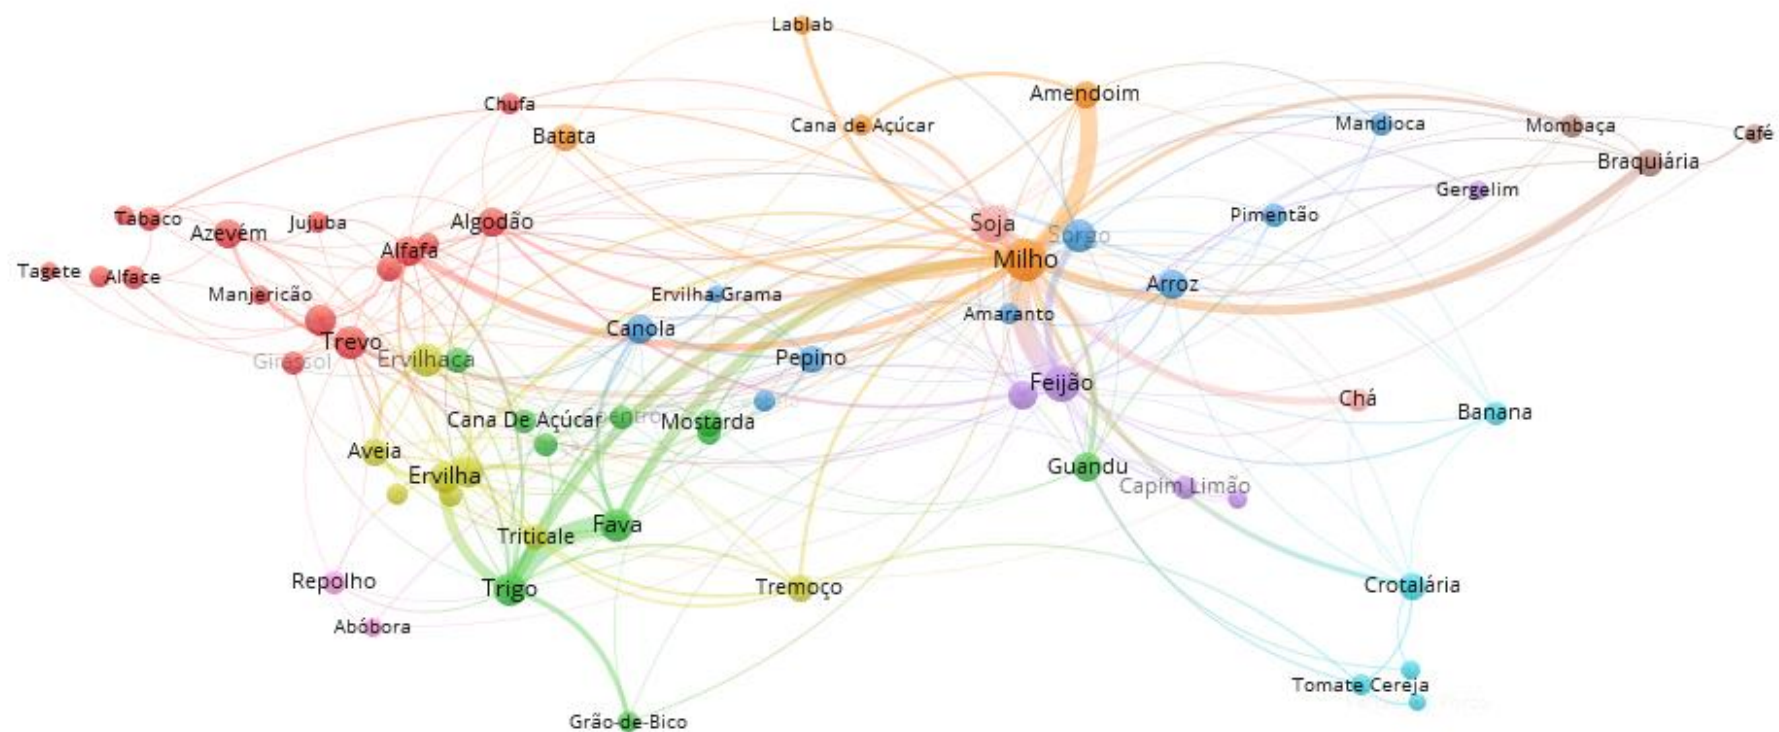 Lablab
Amendoim
Chufa
Cana de Açúcar
Mandioca
Mombaça
Café
Batata
Braquiária
Gergelim
Tabaco
Azevém
Jujuba
Algodão
Soja
Sorgo
Pimentão
Alfafa
Milho
Tagete
Alface
Manjericão
Ervilha-Grama
Arroz
Amaranto
Canola
Trevo
Girassol
Ervilhaca
Pepino
Feijão
Chá
Banana
Cana De Açúcar
Mostarda
Aveia
Ervilha
Guandu
Capim Limão
Triticale
Fava
Repolho
Trigo
Tremoço
Crotalária
Abóbora
Tomate Cereja
Grão-de-Bico